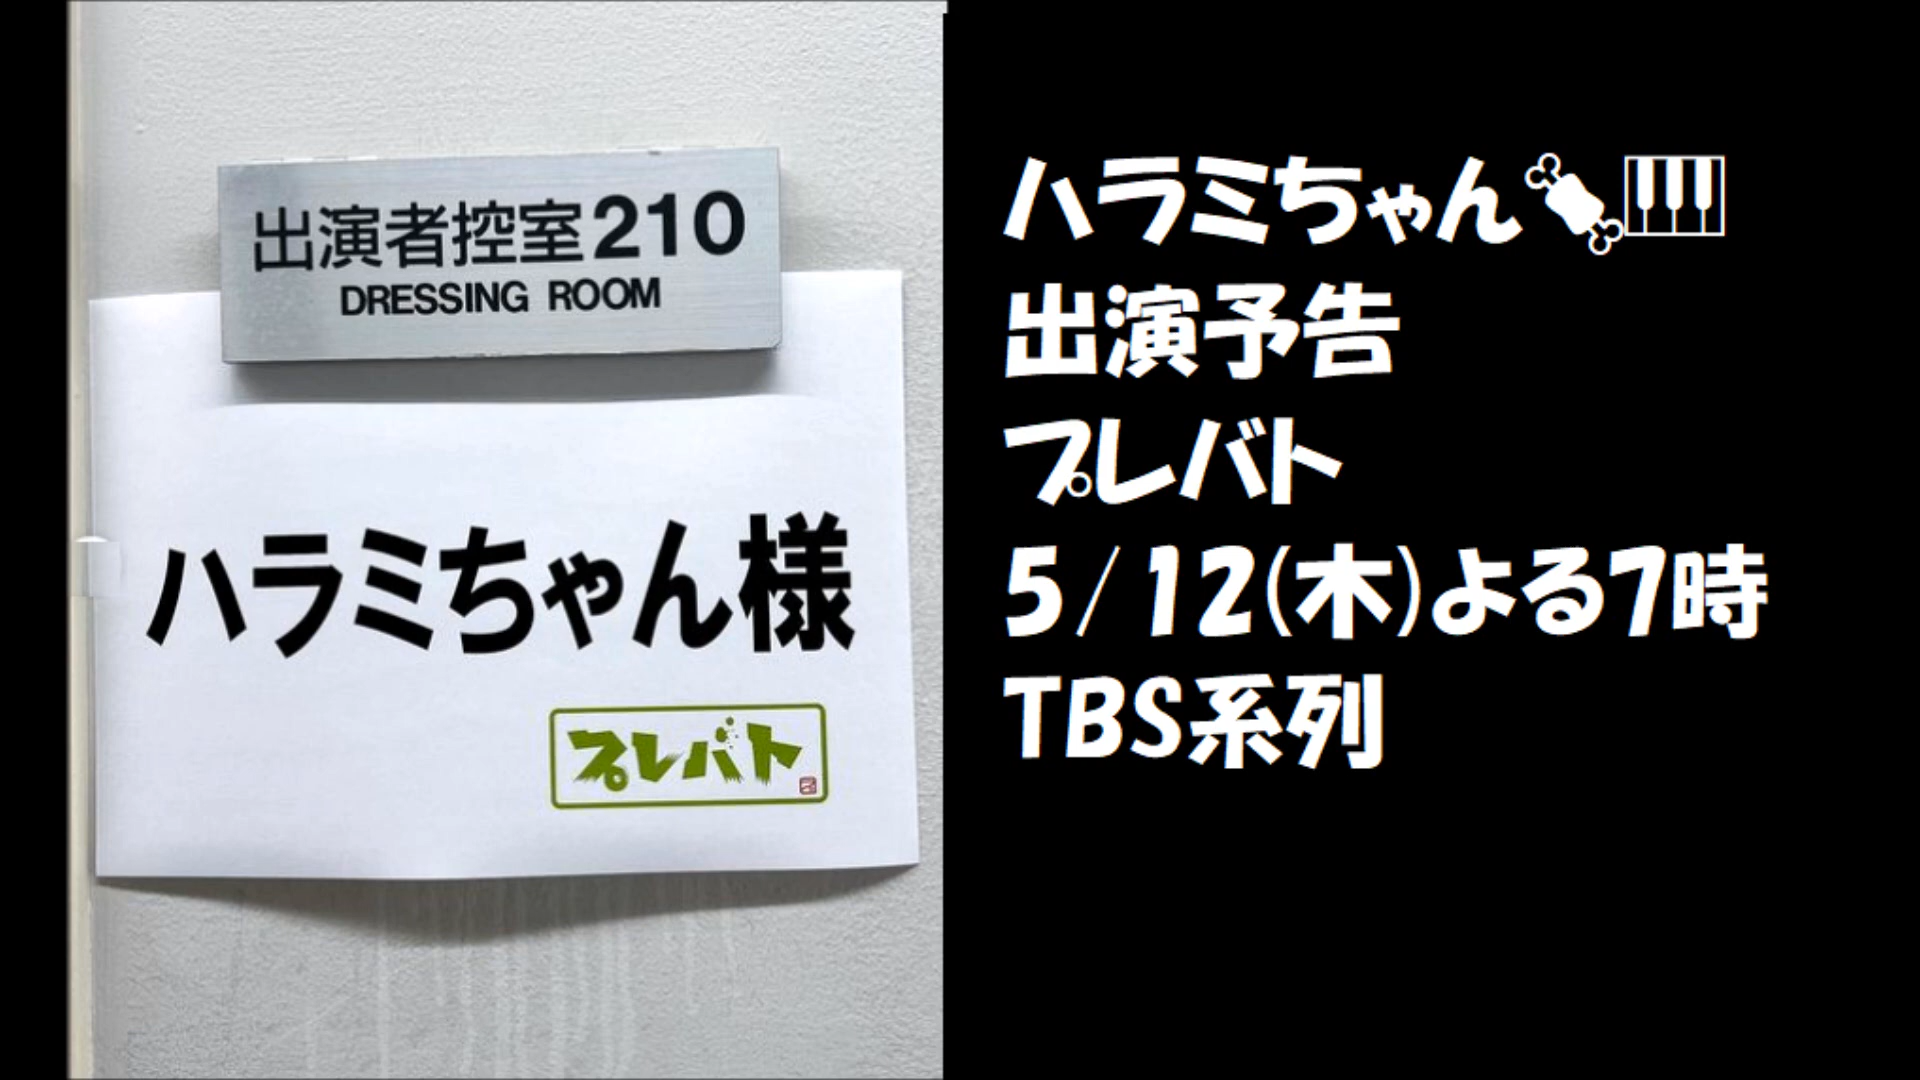 出演者控室210
DRESSING ROOM
ハラミちゃん様
プレバト
ハラミちゃん🍖🎹
出演予告
プレバト
5/12(木)よる7時
TBS系列